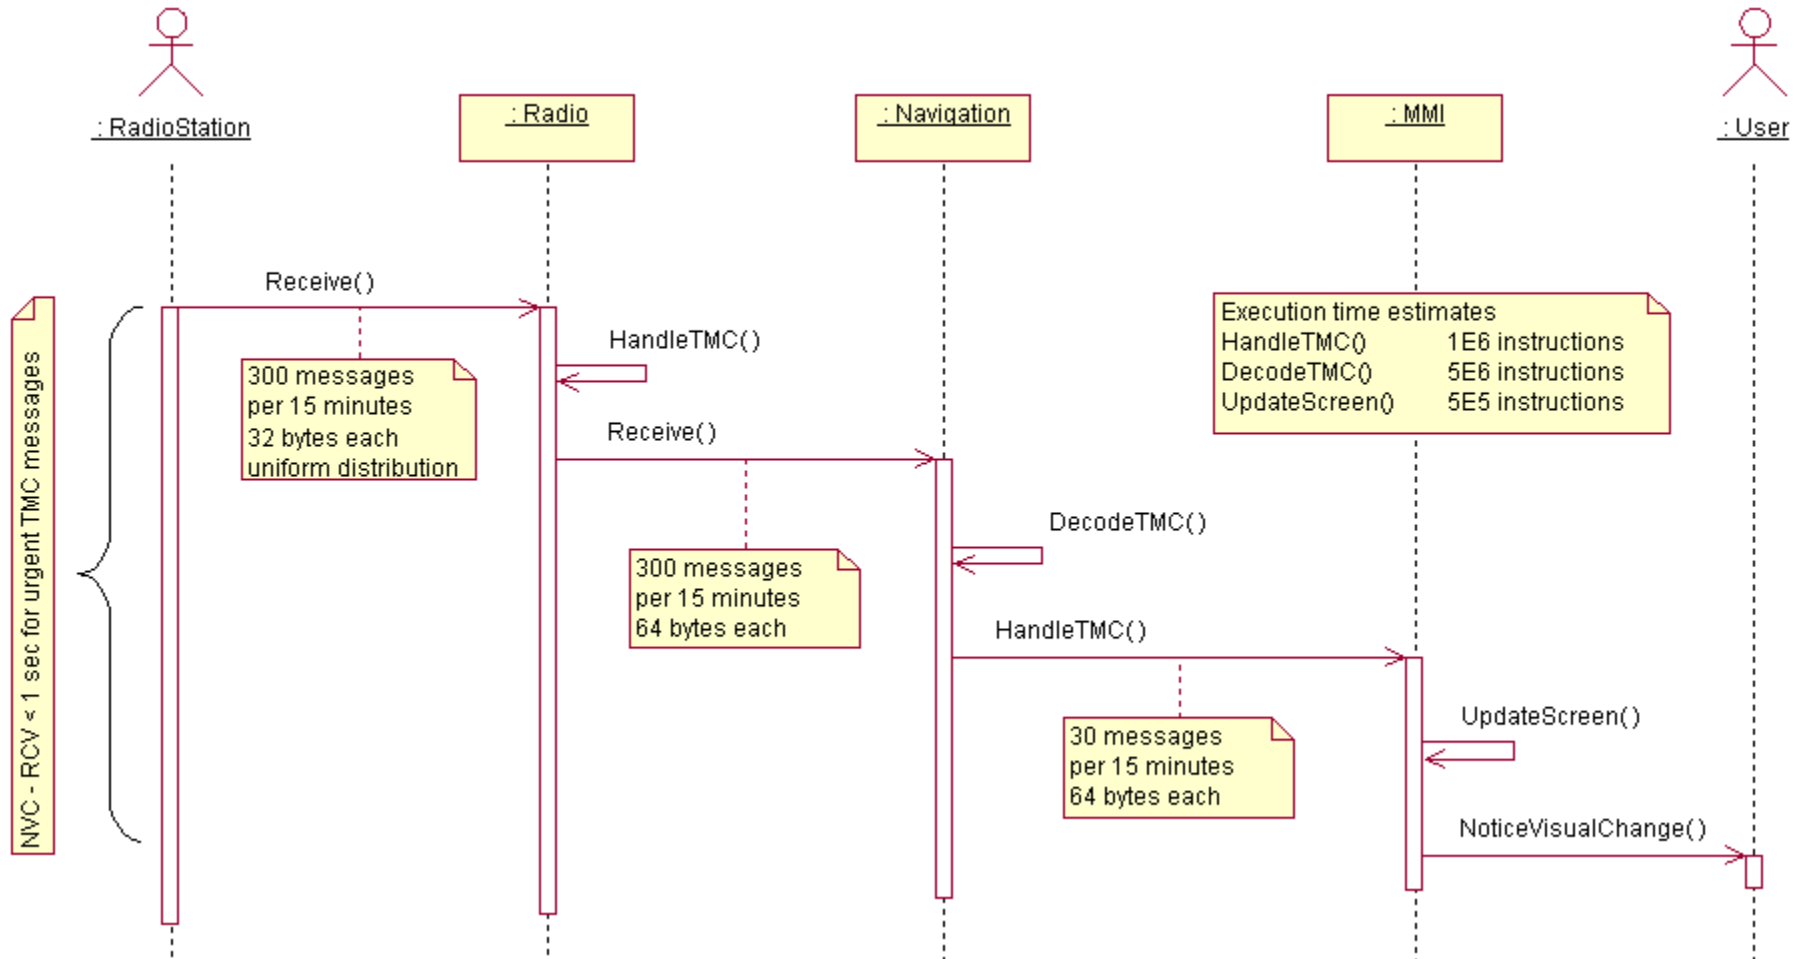 : RadioStation
: Radio
: Navigation
: MMI
: User
NVC - RCV < 1 sec for urgent TMC messages
Receive()
300 messages
per 15 minutes
32 bytes each
uniform distribution
HandleTMC()
Receive()
300 messages
per 15 minutes
64 bytes each
DecodeTMC()
HandleTMC()
30 messages
per 15 minutes
64 bytes each
Execution time estimates
HandleTMC() 1E6 instructions
DecodeTMC() 5E6 instructions
UpdateScreen() 5E5 instructions
UpdateScreen()
NoticeVisualChange()